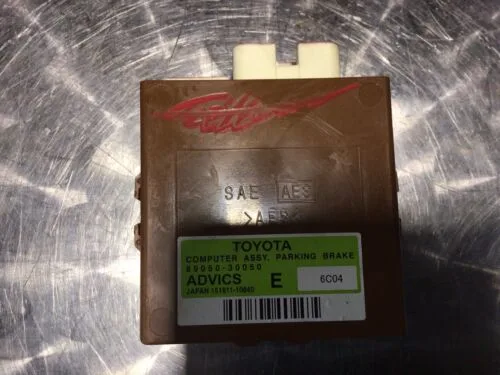 SAE AES
>AES<
TOYOTA
COMPUTER ASSY, PARKING BRAKE
89050-30050
ADVICS E 6C04
JAPAN